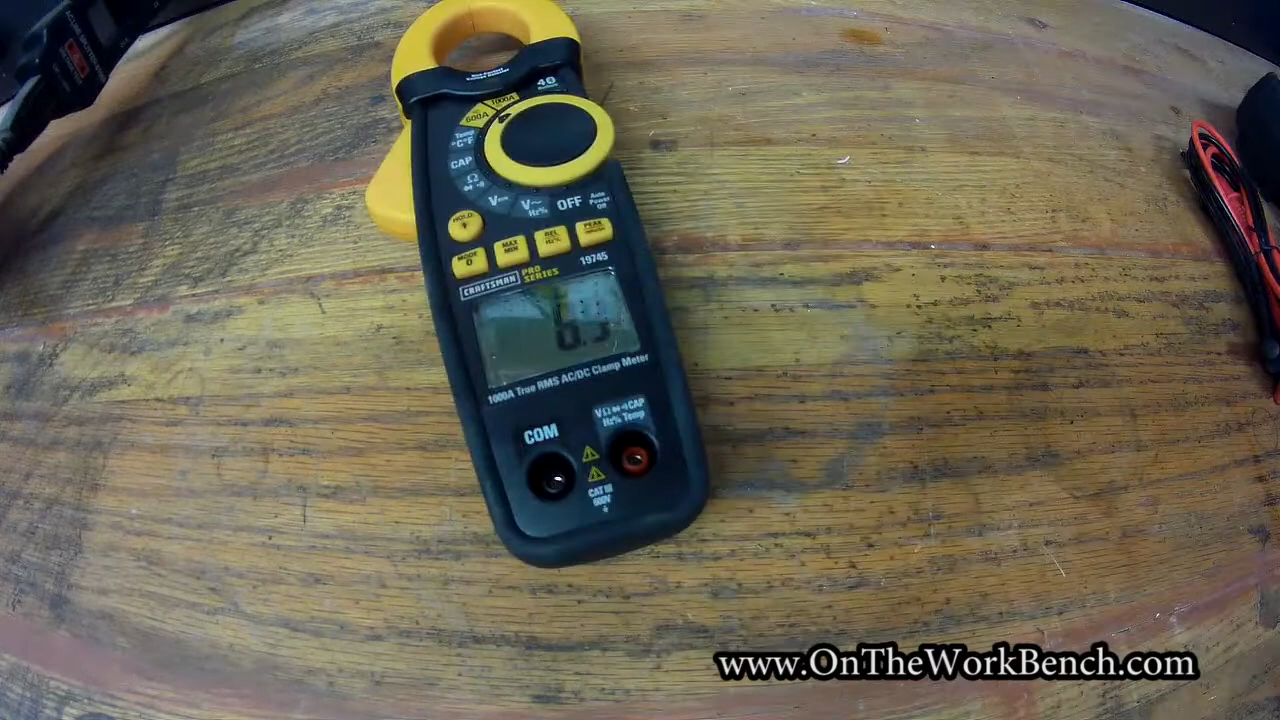 40
1000A
600A
Temp
°C°F
CAP
Ω
V
V~
Hz%
OFF
Auto
Power
Off
HOLD
MODE
MAX
MIN
REL
Hz%
PEAK
CRAFTSMAN PRO
SERIES
19745
1000A True RMS AC/DC Clamp Meter
COM
VΩ CAP
Hz% Temp
CAT III
600V
www.OnTheWorkBench.com